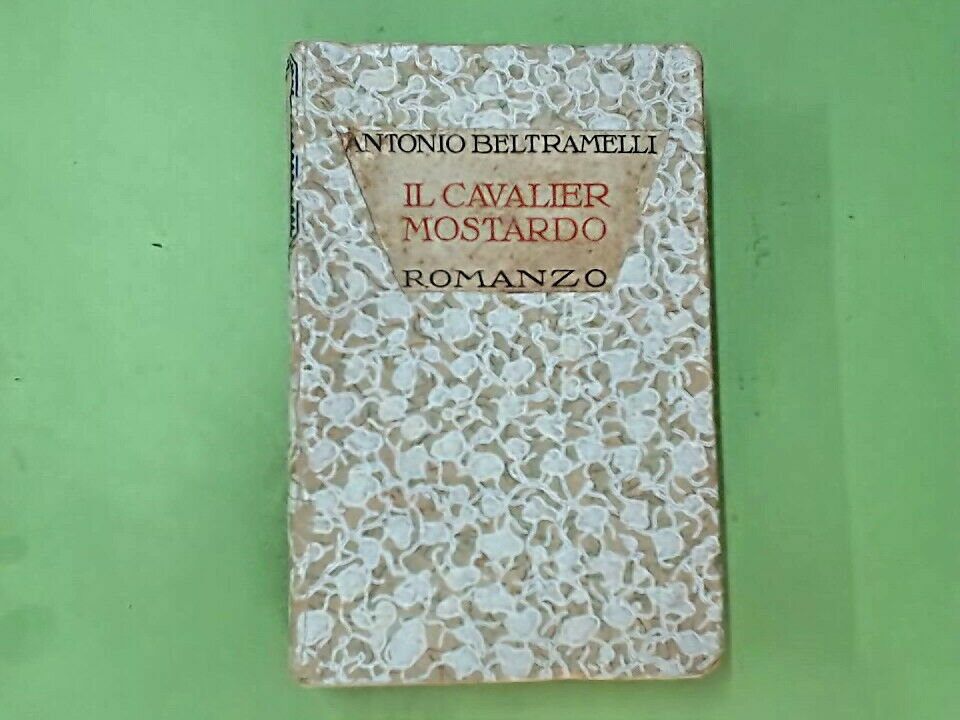 ANTONIO BELTRAMELLI
IL CAVALIER
MOSTARDO
ROMANZO